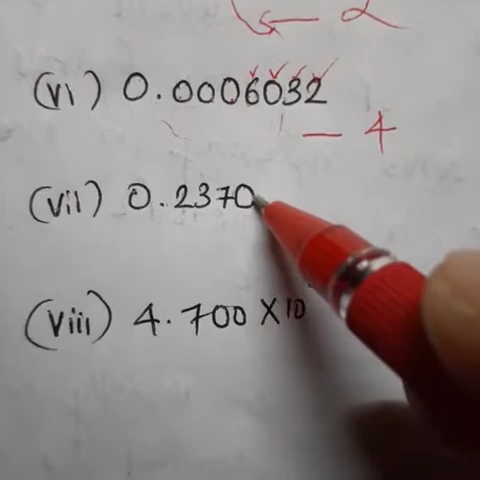 ← 2
(vi) 0.0006032
— 4
(vii) 0.2370
(viii) 4.700 X 10